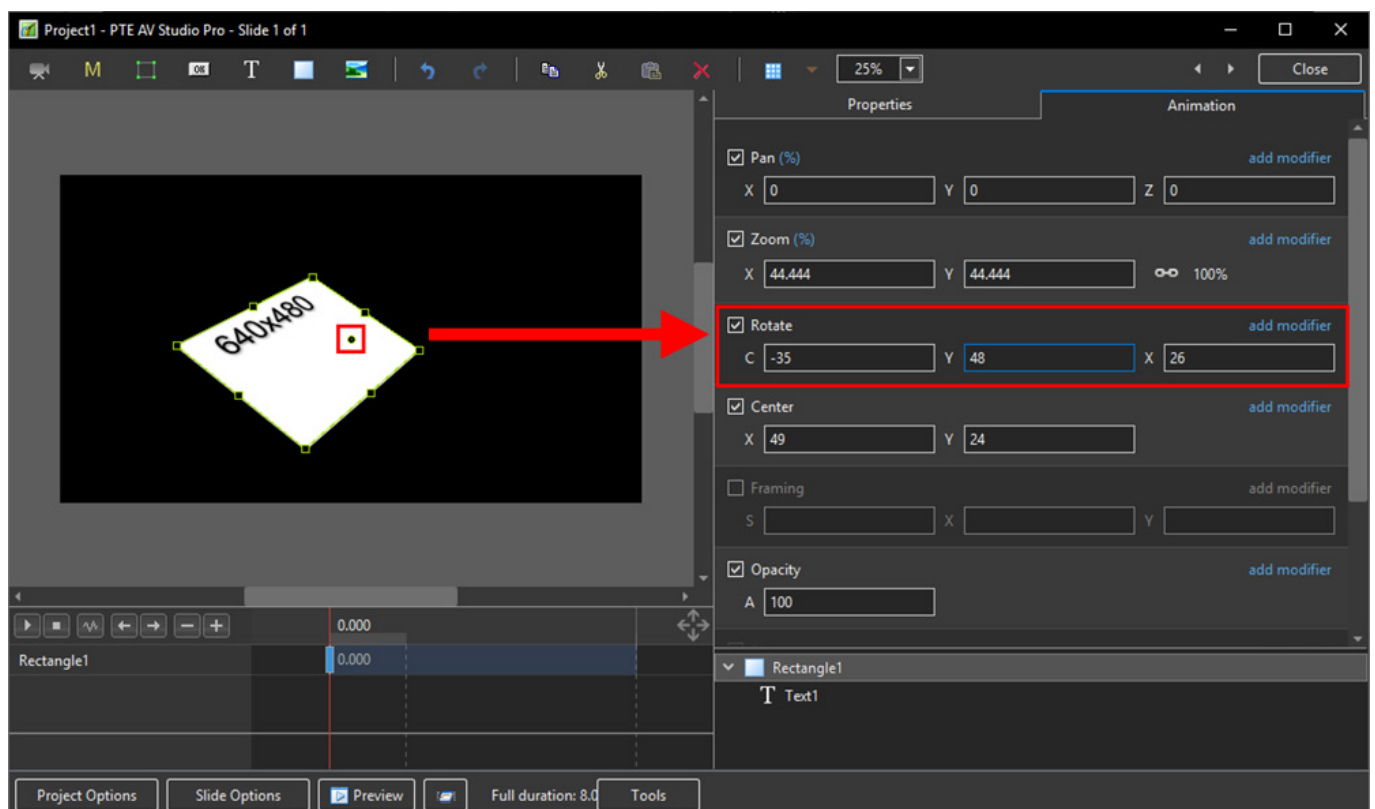 Project1 - PTE AV Studio Pro - Slide 1 of 1
M OK T 25% Close
Properties Animation
Pan (%) add modifier
X 0 Y 0 Z 0
Zoom (%) add modifier
X 44.444 Y 44.444 100%
640x480
Rotate add modifier
C -35 Y 48 X 26
Center add modifier
X 49 Y 24
Framing add modifier
S X Y
Opacity add modifier
A 100
0.000
Rectangle1 0.000
Rectangle1
T Text1
Project Options Slide Options Preview Full duration: 8.0 Tools